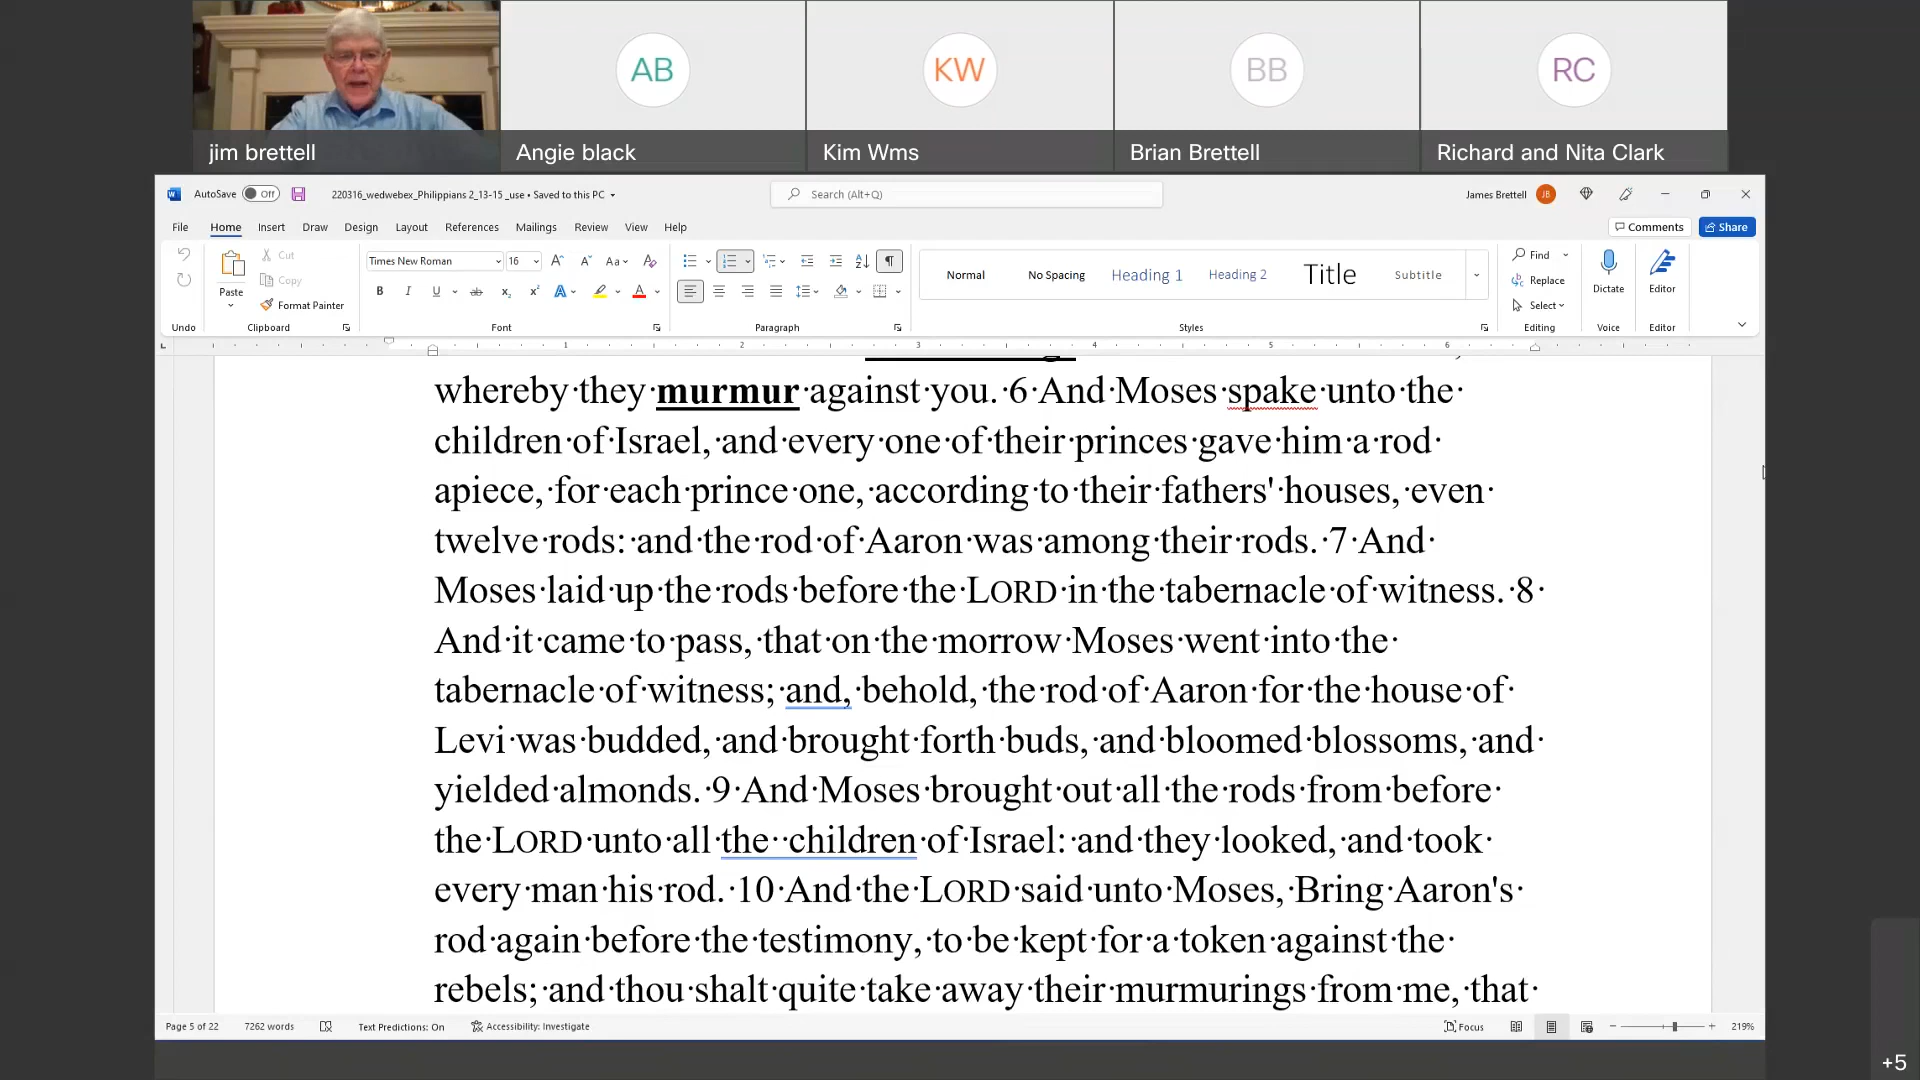 AB
KW
BB
RC
jim brettell
Angie black
Kim Wms
Brian Brettell
Richard and Nita Clark
AutoSave Off
220316_wedwebex_Philippians 2_13-15 _use • Saved to this PC
Search (Alt+Q)
James Brettell JB
File Home Insert Draw Design Layout References Mailings Review View Help
Comments Share
Paste
Cut
Copy
Format Painter
Times New Roman 16
Normal
No Spacing
Heading 1
Heading 2
Title
Subtitle
Find
Replace
Select
Dictate
Editor
Undo Clipboard Font Paragraph Styles Editing Voice Editor
1 2 3 4 5 6
whereby they murmur against you. 6 And Moses spake unto the
children of Israel, and every one of their princes gave him a rod
apiece, for each prince one, according to their fathers' houses, even
twelve rods: and the rod of Aaron was among their rods. 7 And
Moses laid up the rods before the LORD in the tabernacle of witness. 8
And it came to pass, that on the morrow Moses went into the
tabernacle of witness; and, behold, the rod of Aaron for the house of
Levi was budded, and brought forth buds, and bloomed blossoms, and
yielded almonds. 9 And Moses brought out all the rods from before
the LORD unto all the  children of Israel: and they looked, and took
every man his rod. 10 And the LORD said unto Moses, Bring Aaron's
rod again before the testimony, to be kept for a token against the
rebels; and thou shalt quite take away their murmurings from me, that
Page 5 of 22 7262 words Text Predictions: On Accessibility: Investigate Focus 219%
+5